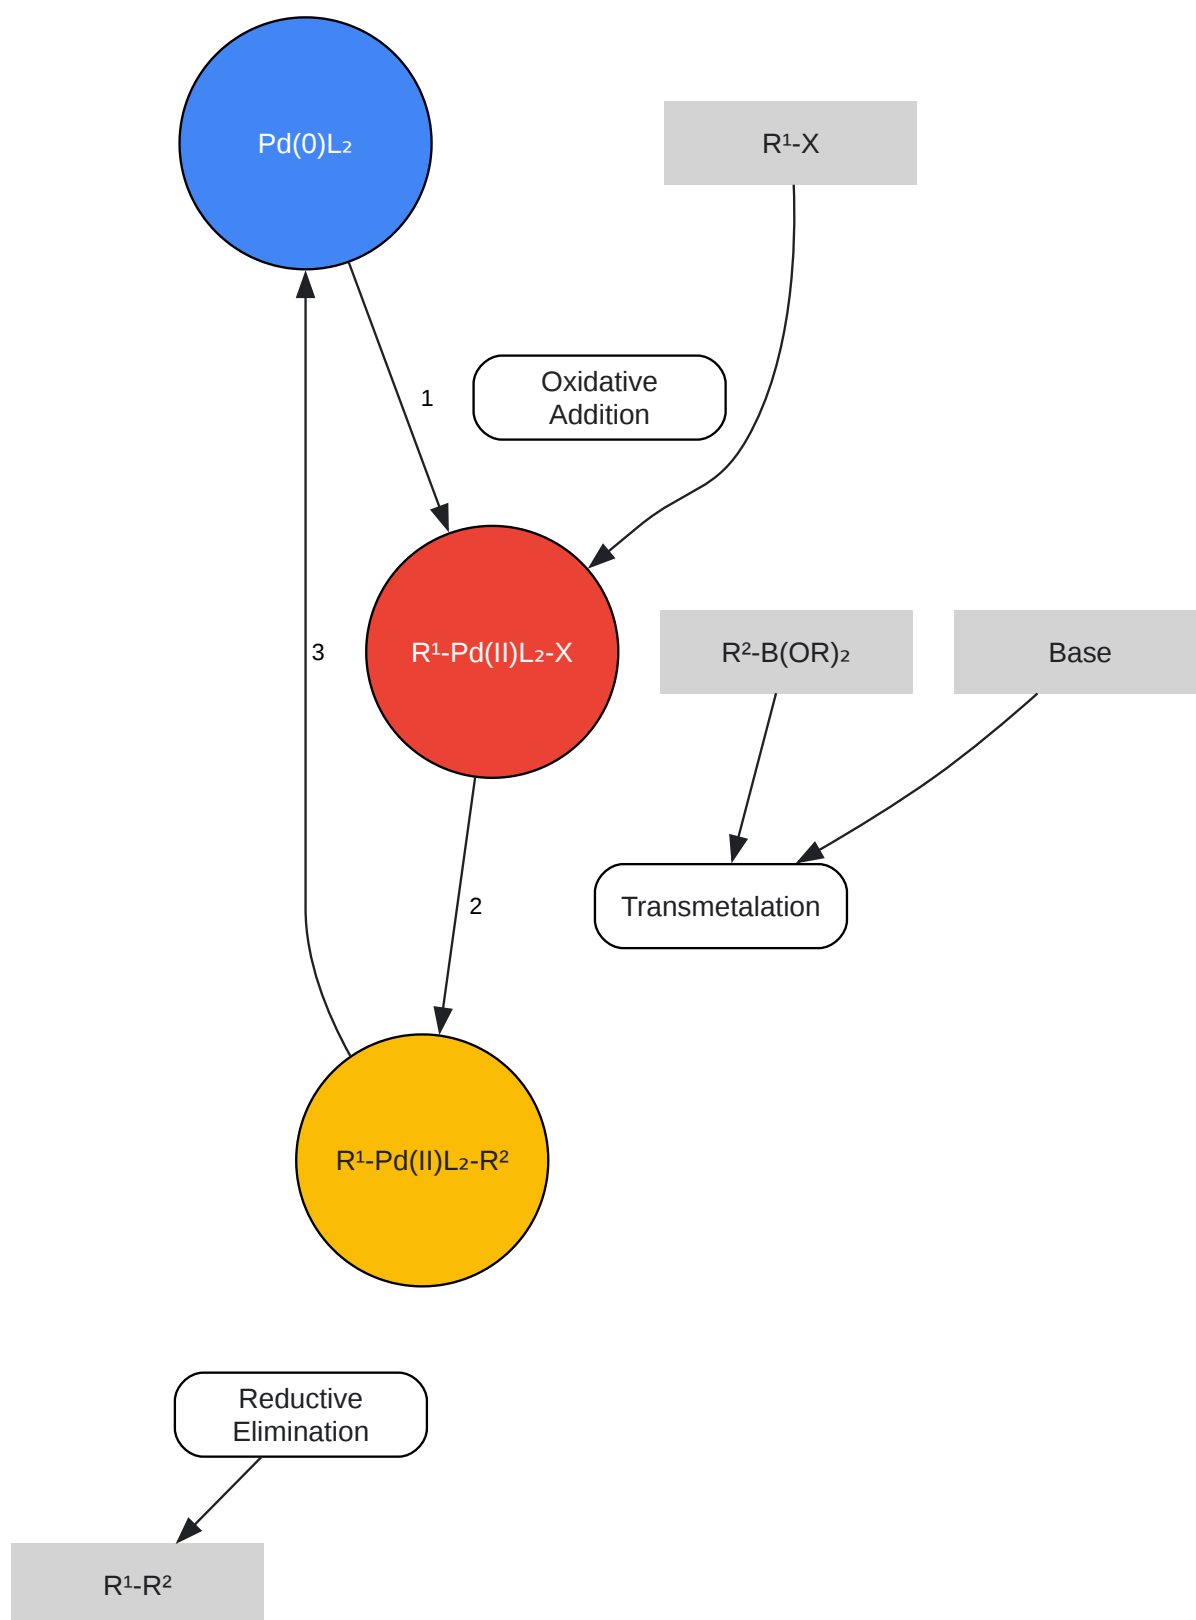 Pd(0)L₂
R¹-X
Oxidative
Addition
1
R¹-Pd(II)L₂-X
R²-B(OR)₂
Base
3
2
Transmetalation
R¹-Pd(II)L₂-R²
Reductive
Elimination
R¹-R²